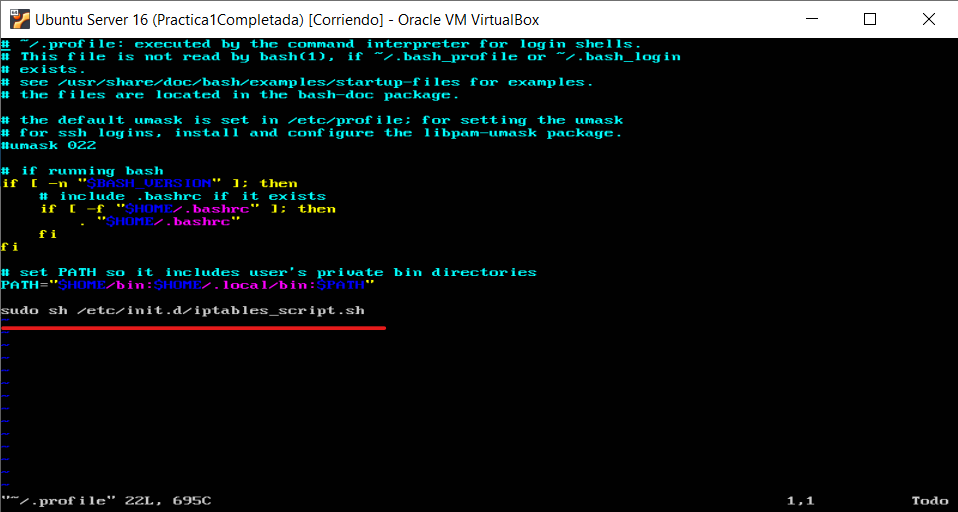 Ubuntu Server 16 (Practica1Completada) [Corriendo] - Oracle VM VirtualBox
# ~/.profile: executed by the command interpreter for login shells.
# This file is not read by bash(1), if ~/.bash_profile or ~/.bash_login
# exists.
# see /usr/share/doc/bash/examples/startup-files for examples.
# the files are located in the bash-doc package.
# the default umask is set in /etc/profile; for setting the umask
# for ssh logins, install and configure the libpam-umask package.
#umask 022
# if running bash
if [ -n "$BASH_VERSION" ]; then
    # include .bashrc if it exists
    if [ -f "$HOME/.bashrc" ]; then
        . "$HOME/.bashrc"
    fi
fi
# set PATH so it includes user's private bin directories
PATH="$HOME/bin:$HOME/.local/bin:$PATH"
sudo sh /etc/init.d/iptables_script.sh
~
~
~
~
~
~
~
~
~
~
~
~
~
~
"~/.profile" 22L, 695C 1,1 Todo